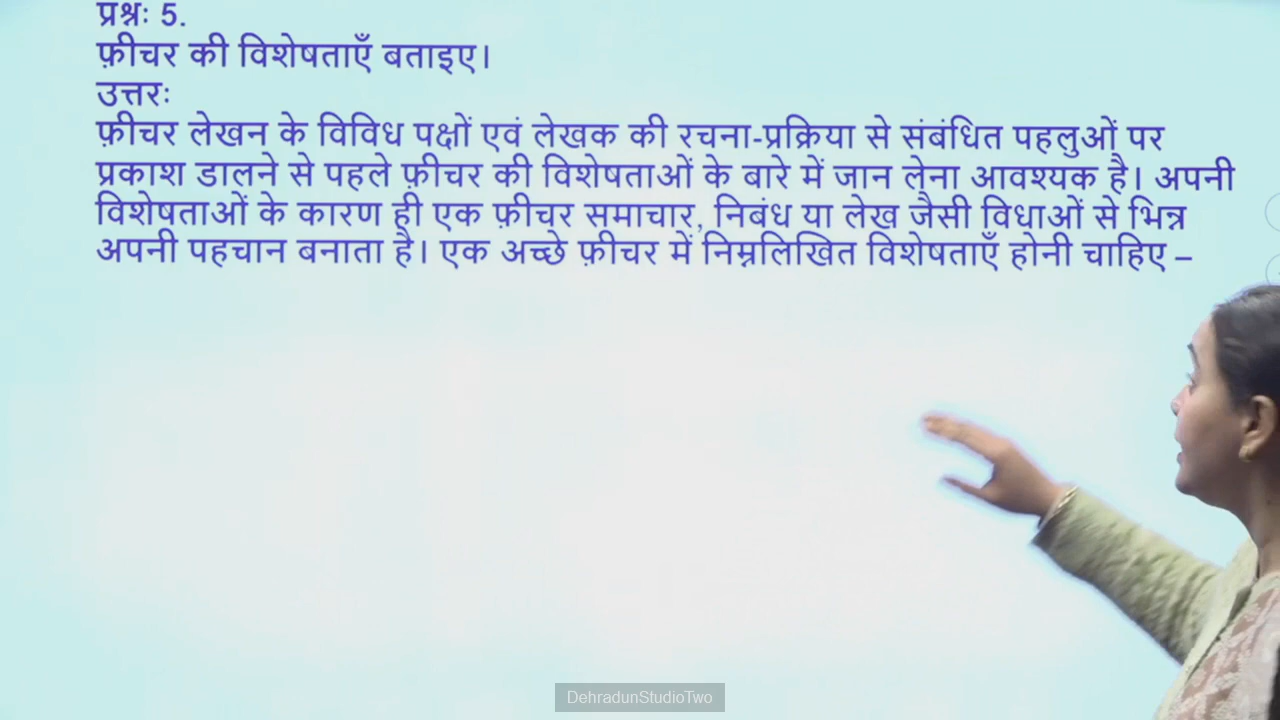 प्रश्नः 5.
फ़ीचर की विशेषताएँ बताइए।
उत्तरः
फ़ीचर लेखन के विविध पक्षों एवं लेखक की रचना-प्रक्रिया से संबंधित पहलुओं पर
प्रकाश डालने से पहले फ़ीचर की विशेषताओं के बारे में जान लेना आवश्यक है। अपनी
विशेषताओं के कारण ही एक फ़ीचर समाचार, निबंध या लेख जैसी विधाओं से भिन्न
अपनी पहचान बनाता है। एक अच्छे फ़ीचर में निम्नलिखित विशेषताएँ होनी चाहिए –
DehradunStudioTwo